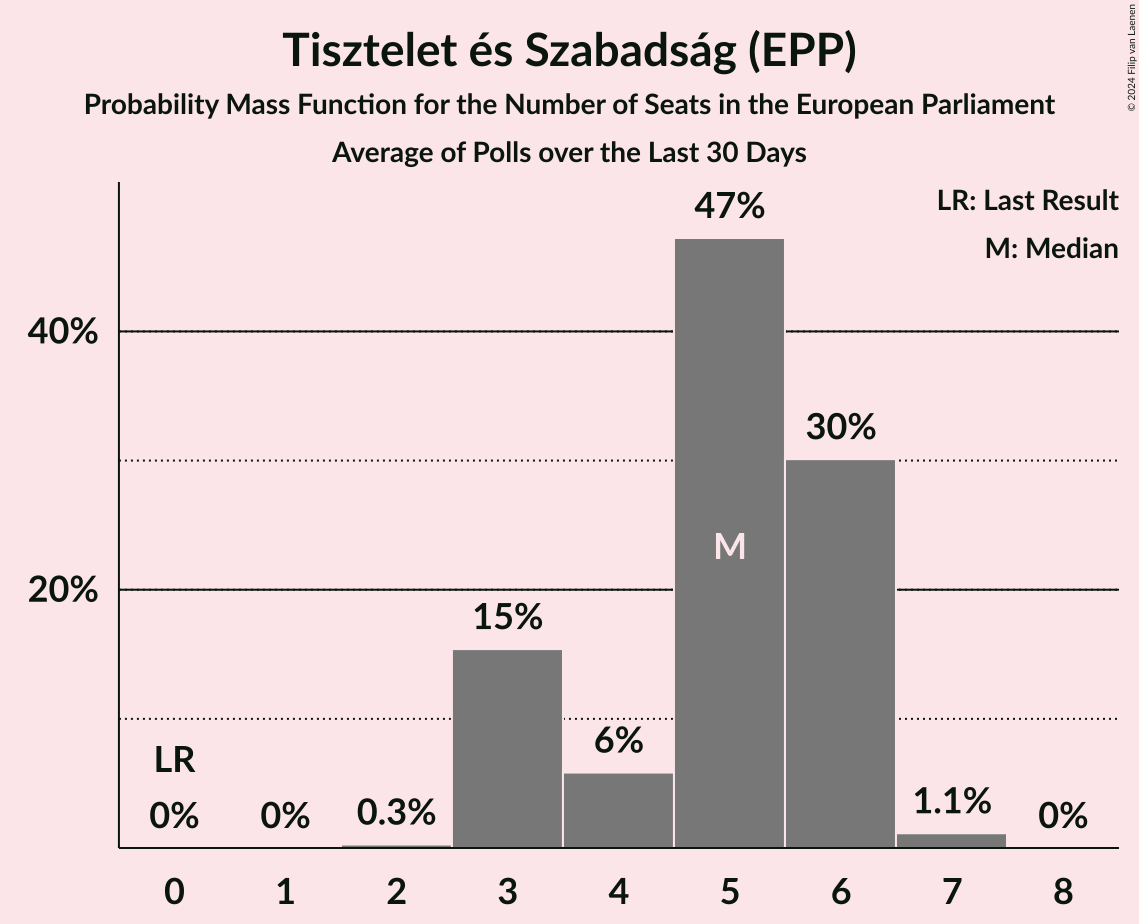 Tisztelet és Szabadság (EPP)
Probability Mass Function for the Number of Seats in the European Parliament
Average of Polls over the Last 30 Days
© 2024 Filip van Laenen
LR: Last Result
M: Median
47%
40%
30%
M
20%
15%
6%
LR
0%
0%
0.3%
1.1%
0%
0 1 2 3 4 5 6 7 8